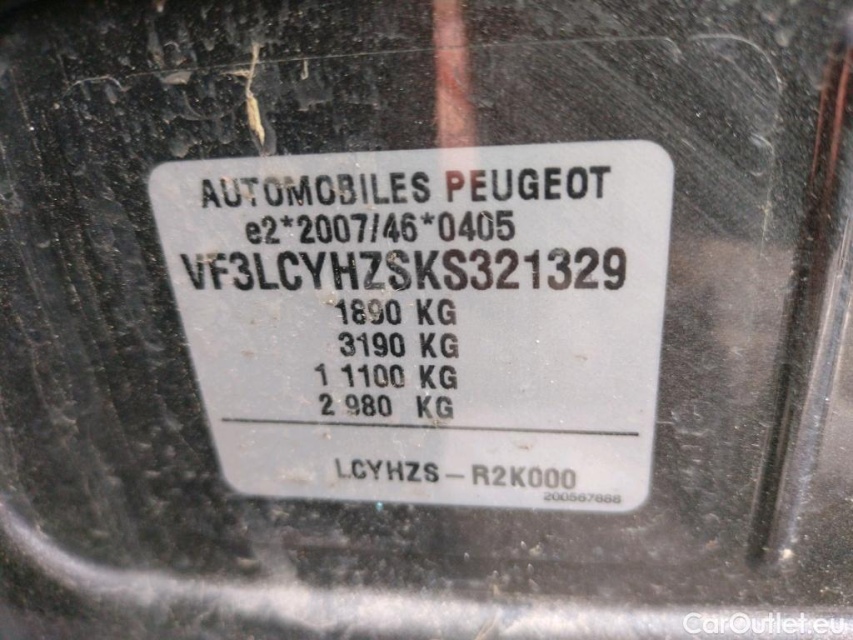 AUTOMOBILES PEUGEOT
e2*2007/46*0405
VF3LCYHZSKS321329
1890 KG
3190 KG
1 1100 KG
2 980 KG
LCYHZS – R2K000
200567888
CarOutlet.eu